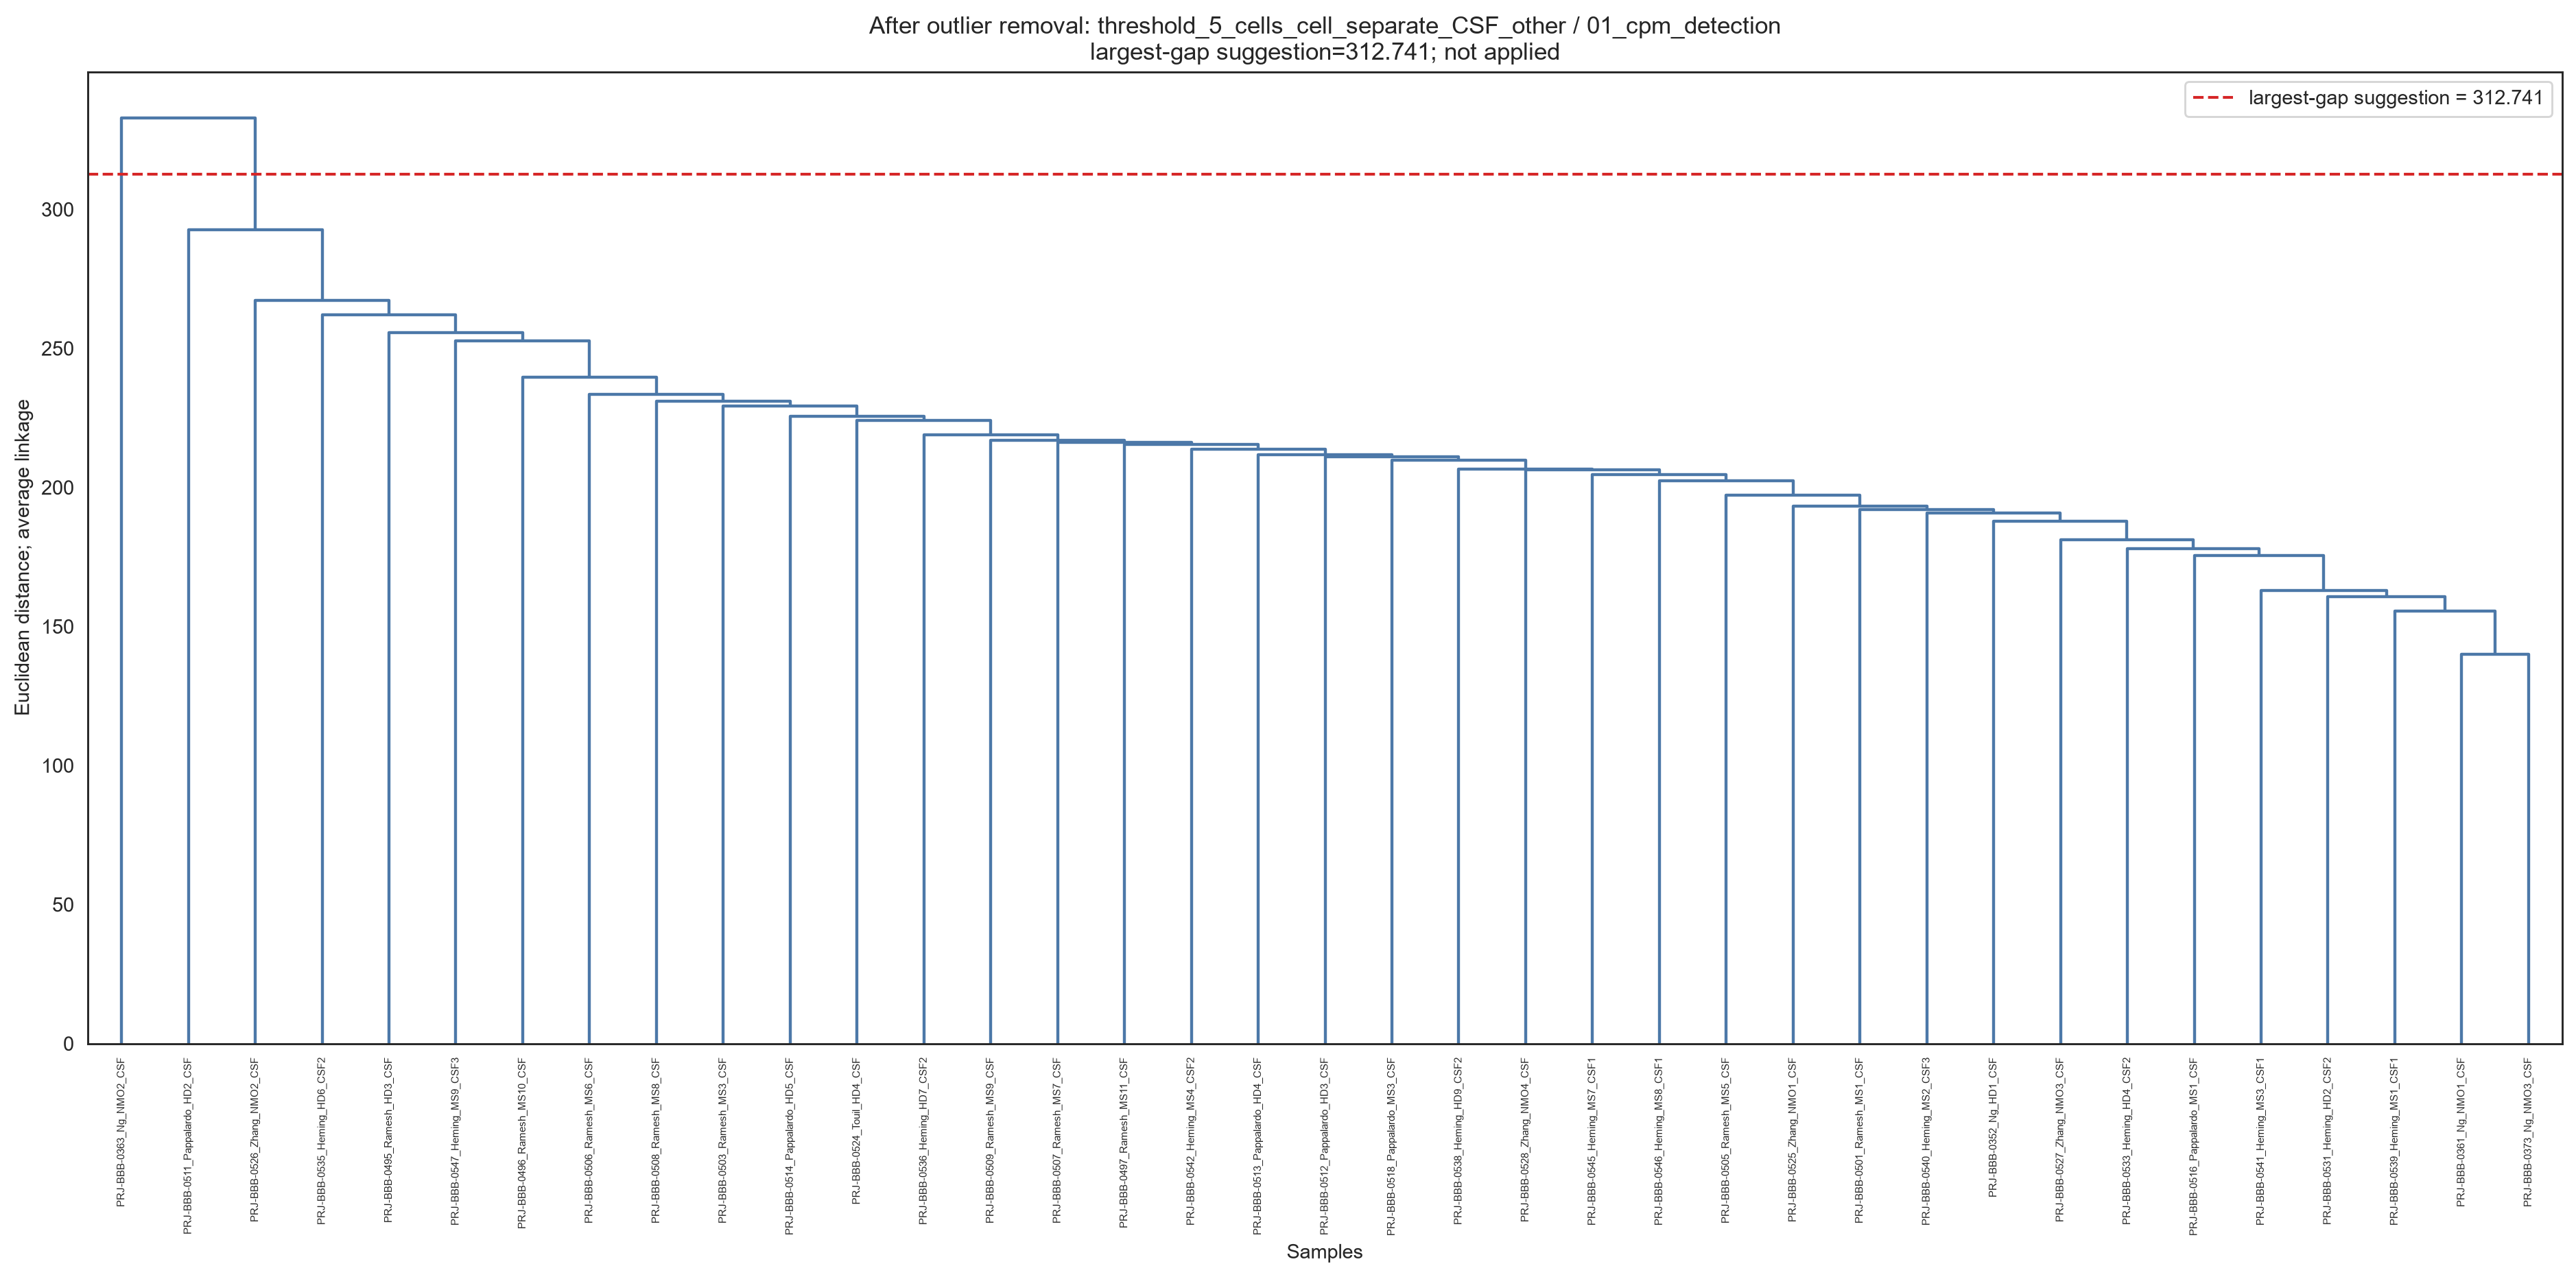 After outlier removal: threshold_5_cells_cell_separate_CSF_other / 01_cpm_detection
largest-gap suggestion=312.741; not applied
largest-gap suggestion = 312.741
Euclidean distance; average linkage
300
250
200
150
100
50
0
PRJ-BBB-0363_Ng_NMO2_CSF
PRJ-BBB-0511_Pappalardo_HD2_CSF
PRJ-BBB-0526_Zhang_NMO2_CSF
PRJ-BBB-0535_Heming_HD6_CSF2
PRJ-BBB-0495_Ramesh_HD3_CSF
PRJ-BBB-0547_Heming_MS9_CSF3
PRJ-BBB-0496_Ramesh_MS10_CSF
PRJ-BBB-0506_Ramesh_MS6_CSF
PRJ-BBB-0508_Ramesh_MS8_CSF
PRJ-BBB-0503_Ramesh_MS3_CSF
PRJ-BBB-0514_Pappalardo_HD5_CSF
PRJ-BBB-0524_Touil_HD4_CSF
PRJ-BBB-0536_Heming_HD7_CSF2
PRJ-BBB-0509_Ramesh_MS9_CSF
PRJ-BBB-0507_Ramesh_MS7_CSF
PRJ-BBB-0497_Ramesh_MS11_CSF
PRJ-BBB-0542_Heming_MS4_CSF2
PRJ-BBB-0513_Pappalardo_HD4_CSF
PRJ-BBB-0512_Pappalardo_HD3_CSF
PRJ-BBB-0518_Pappalardo_MS3_CSF
PRJ-BBB-0538_Heming_HD9_CSF2
PRJ-BBB-0528_Zhang_NMO4_CSF
PRJ-BBB-0545_Heming_MS7_CSF1
PRJ-BBB-0546_Heming_MS8_CSF1
PRJ-BBB-0505_Ramesh_MS5_CSF
PRJ-BBB-0525_Zhang_NMO1_CSF
PRJ-BBB-0501_Ramesh_MS1_CSF
PRJ-BBB-0540_Heming_MS2_CSF3
PRJ-BBB-0352_Ng_HD1_CSF
PRJ-BBB-0527_Zhang_NMO3_CSF
PRJ-BBB-0533_Heming_HD4_CSF2
PRJ-BBB-0516_Pappalardo_MS1_CSF
PRJ-BBB-0541_Heming_MS3_CSF1
PRJ-BBB-0531_Heming_HD2_CSF2
PRJ-BBB-0539_Heming_MS1_CSF1
PRJ-BBB-0361_Ng_NMO1_CSF
PRJ-BBB-0373_Ng_NMO3_CSF
Samples